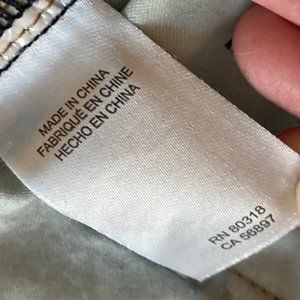 MADE IN CHINA
FABRIQUÉ EN CHINE
HECHO EN CHINA
RN 80318
CA 56897